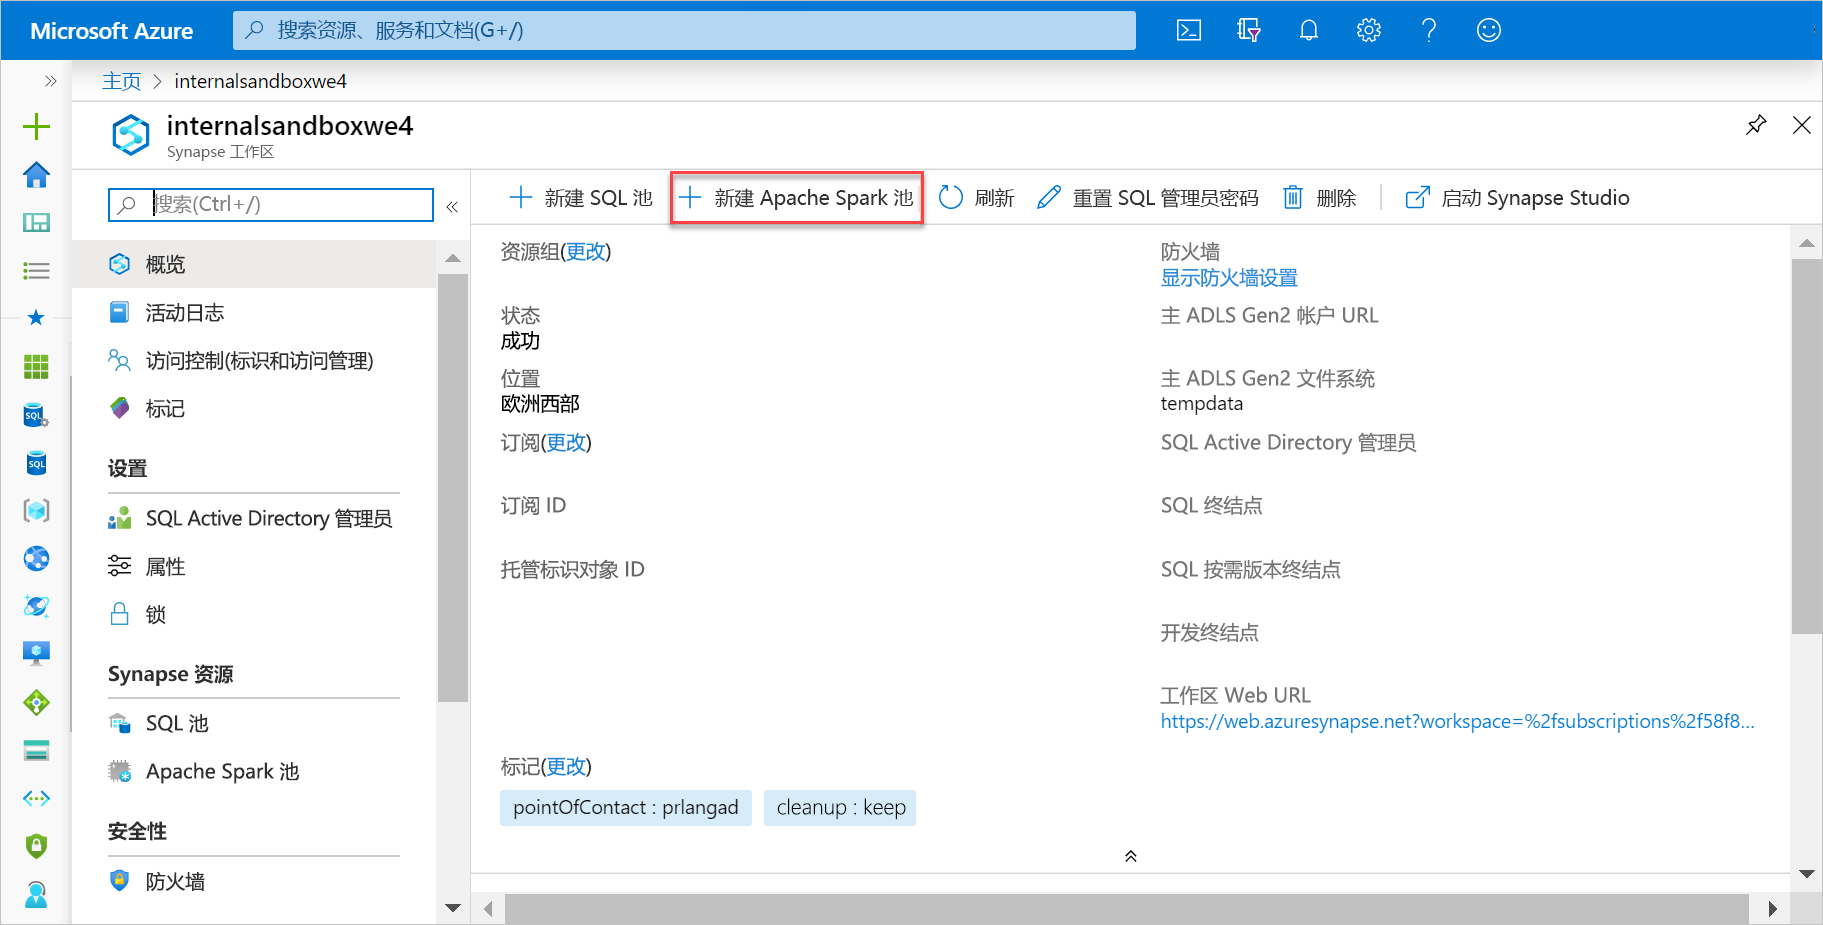 Microsoft Azure
搜索资源、服务和文档(G+/)
主页 > internalsandboxwe4
internalsandboxwe4
Synapse 工作区
搜索(Ctrl+/)
概览
活动日志
访问控制(标识和访问管理)
标记
设置
SQL Active Directory 管理员
属性
锁
Synapse 资源
SQL 池
Apache Spark 池
安全性
防火墙
新建 SQL 池
新建 Apache Spark 池
刷新
重置 SQL 管理员密码
删除
启动 Synapse Studio
资源组(更改)
状态
成功
位置
欧洲西部
订阅(更改)
订阅 ID
托管标识对象 ID
防火墙
显示防火墙设置
主 ADLS Gen2 帐户 URL
主 ADLS Gen2 文件系统
tempdata
SQL Active Directory 管理员
SQL 终结点
SQL 按需版本终结点
开发终结点
工作区 Web URL
https://web.azuresynapse.net?workspace=%2fsubscriptions%2f58f8...
标记(更改)
pointOfContact : prlangad
cleanup : keep